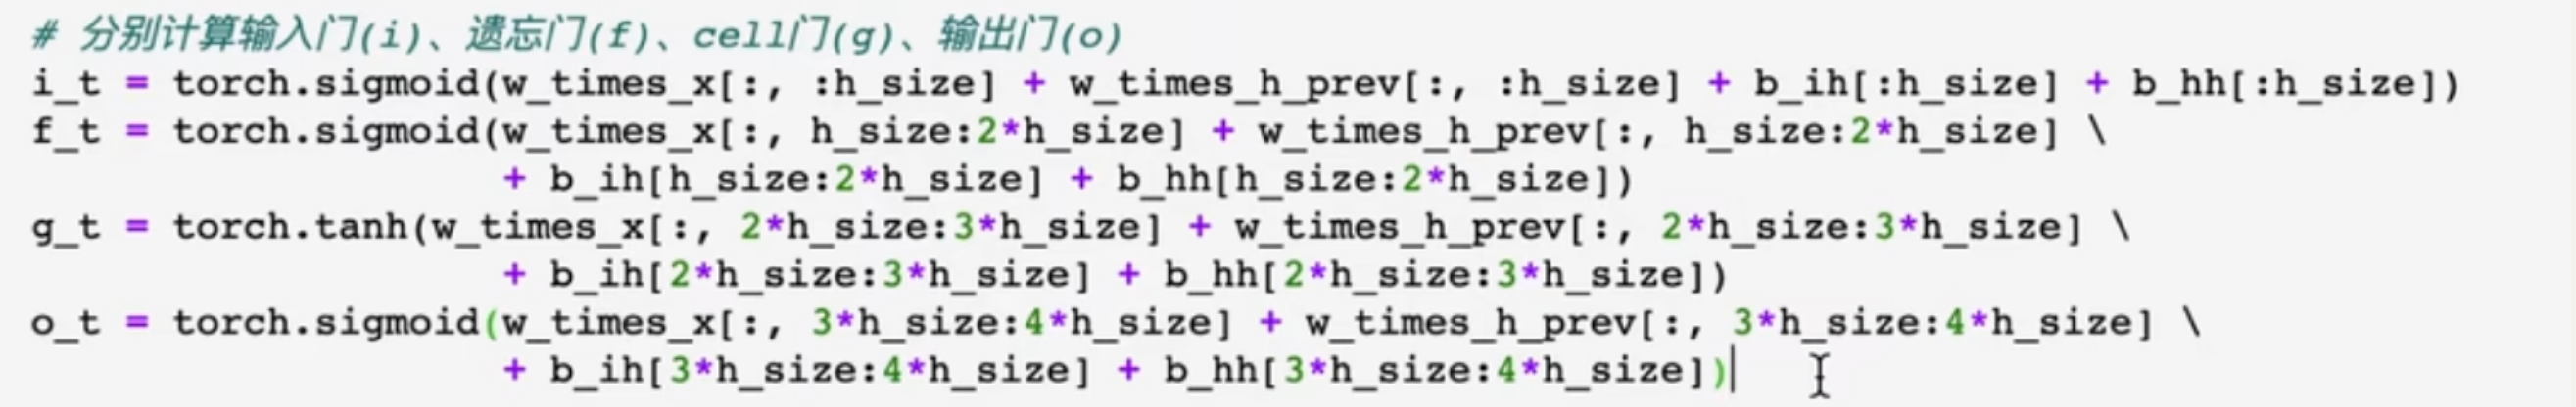 # 分别计算输入门(i)、遗忘门(f)、cell门(g)、输出门(o)
i_t = torch.sigmoid(w_times_x[:, :h_size] + w_times_h_prev[:, :h_size] + b_ih[:h_size] + b_hh[:h_size])
f_t = torch.sigmoid(w_times_x[:, h_size:2*h_size] + w_times_h_prev[:, h_size:2*h_size] \
+ b_ih[h_size:2*h_size] + b_hh[h_size:2*h_size])
g_t = torch.tanh(w_times_x[:, 2*h_size:3*h_size] + w_times_h_prev[:, 2*h_size:3*h_size] \
+ b_ih[2*h_size:3*h_size] + b_hh[2*h_size:3*h_size])
o_t = torch.sigmoid(w_times_x[:, 3*h_size:4*h_size] + w_times_h_prev[:, 3*h_size:4*h_size] \
+ b_ih[3*h_size:4*h_size] + b_hh[3*h_size:4*h_size])